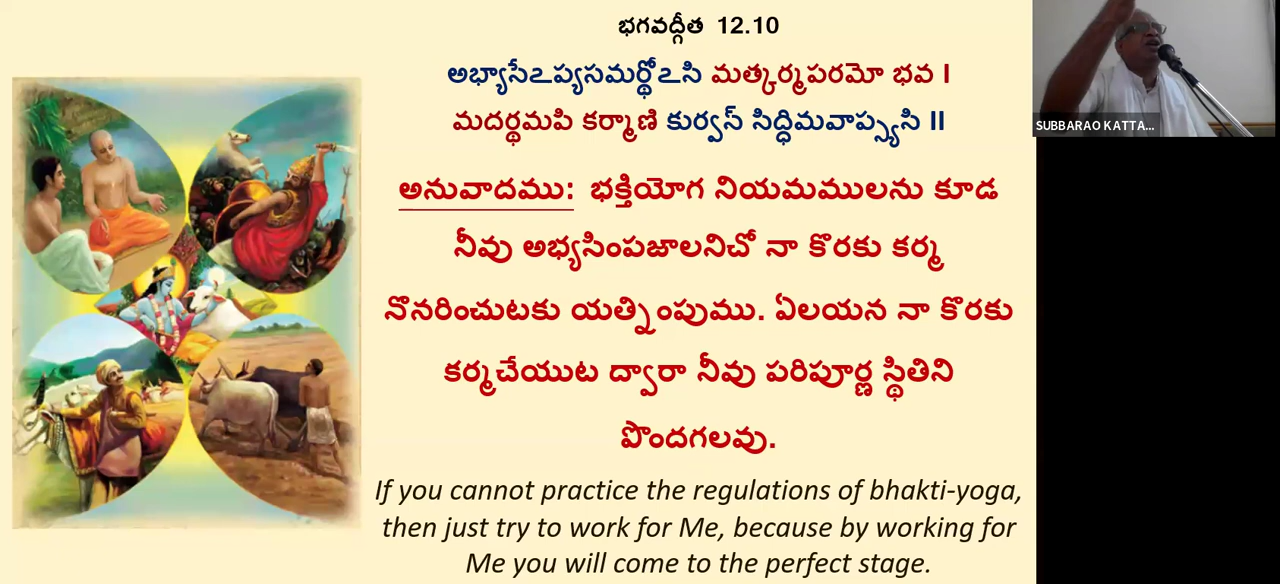 భగవద్గీత 12.10
అభ్యాసేఽప్యసమర్థోఽసి మత్కర్మపరమో భవ I
మదర్థమపి కర్మాణి కుర్వన్ సిద్ధిమవాప్స్యసి II
అనువాదము: భక్తియోగ నియమములను కూడ
నీవు అభ్యసింపజాలనిచో నా కొరకు కర్మ
నొనరించుటకు యత్నింపుము. ఏలయన నా కొరకు
కర్మచేయుట ద్వారా నీవు పరిపూర్ణ స్థితిని
పొందగలవు.
If you cannot practice the regulations of bhakti-yoga,
then just try to work for Me, because by working for
Me you will come to the perfect stage.
SUBBARAO KATTA...